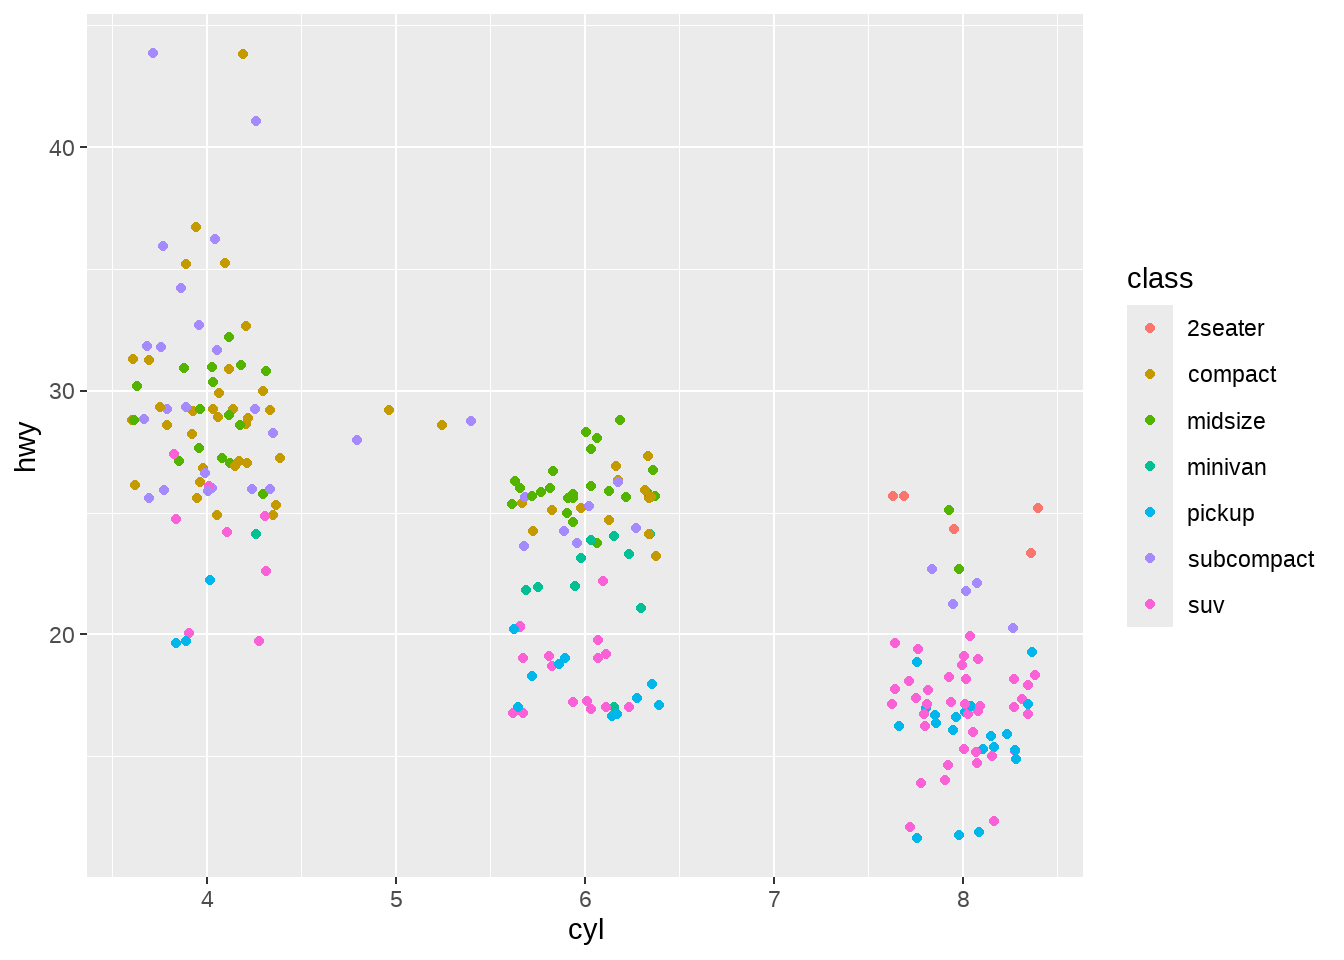 hwy
40
30
20
4 5 6 7 8
cyl
class
2seater
compact
midsize
minivan
pickup
subcompact
suv